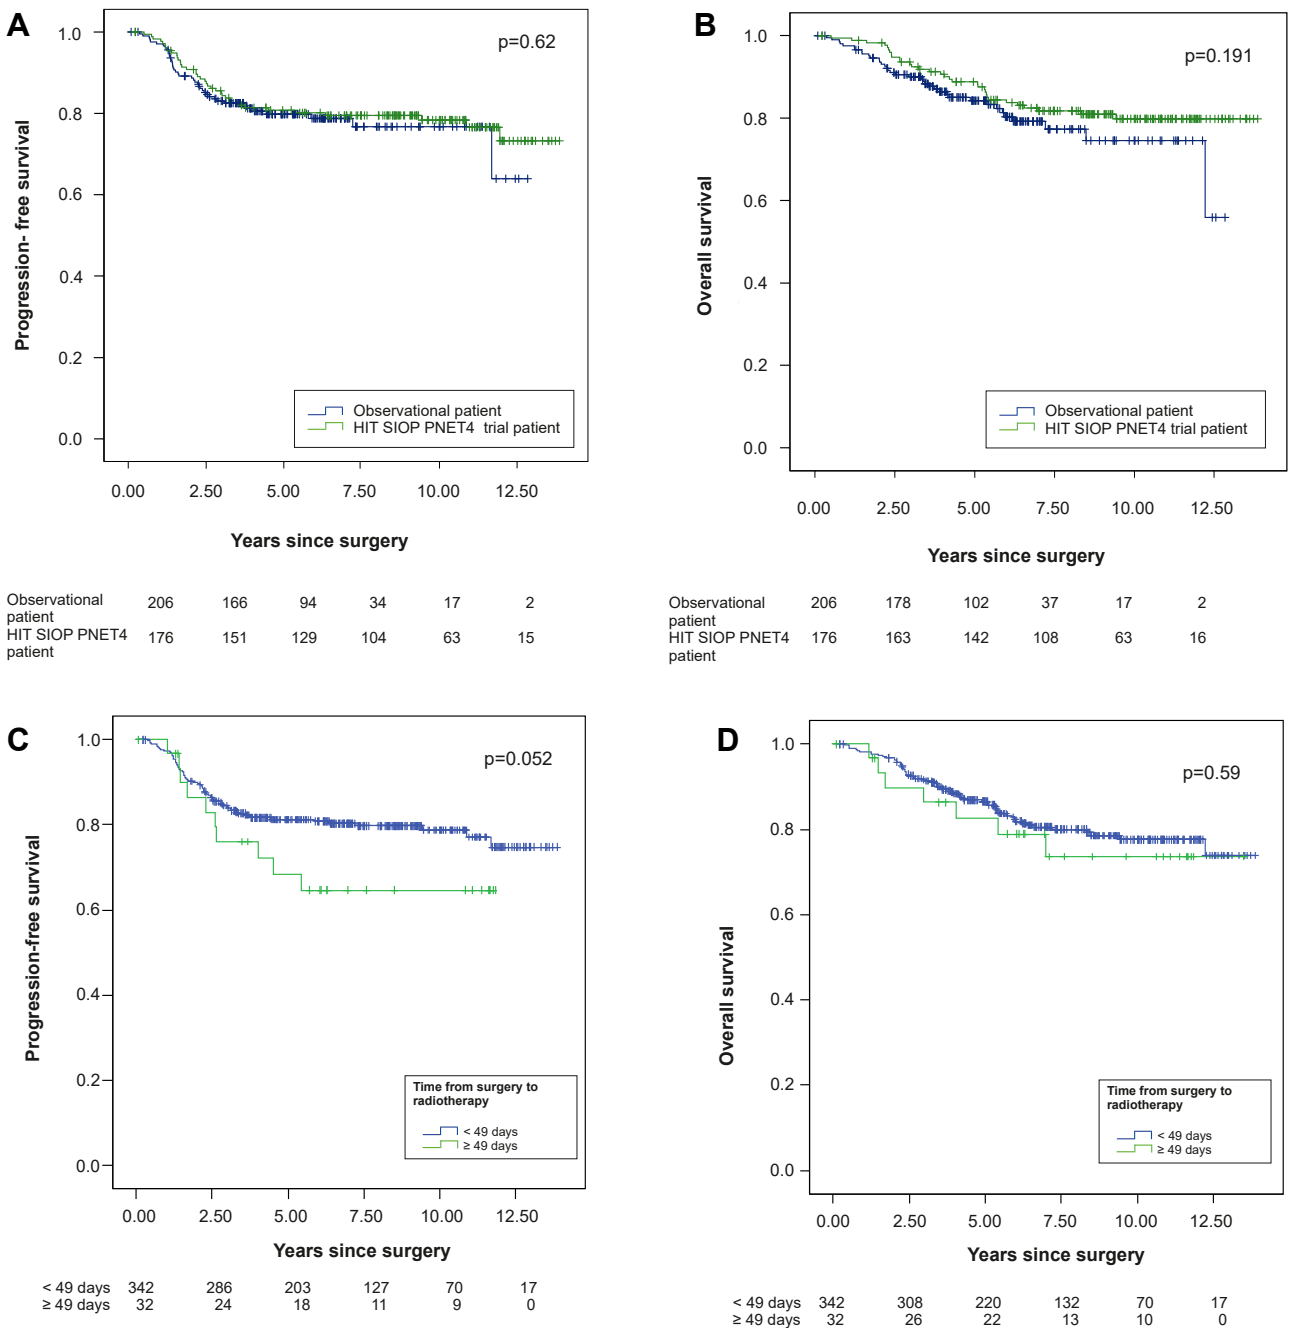 A
p=0.62
Progression- free survival
1.0
0.8
0.6
0.4
0.2
0.0
Observational patient
HIT SIOP PNET4 trial patient
0.00 2.50 5.00 7.50 10.00 12.50
Years since surgery
Observational patient 206 166 94 34 17 2
HIT SIOP PNET4 patient 176 151 129 104 63 15
B
p=0.191
Overall survival
1.0
0.8
0.6
0.4
0.2
0.0
Observational patient
HIT SIOP PNET4 trial patient
0.00 2.50 5.00 7.50 10.00 12.50
Years since surgery
Observational patient 206 178 102 37 17 2
HIT SIOP PNET4 patient 176 163 142 108 63 16
C
p=0.052
Progression-free survival
1.0
0.8
0.6
0.4
0.2
0.0
Time from surgery to
radiotherapy
< 49 days
≥ 49 days
0.00 2.50 5.00 7.50 10.00 12.50
Years since surgery
< 49 days 342 286 203 127 70 17
≥ 49 days 32 24 18 11 9 0
D
p=0.59
Overall survival
1.0
0.8
0.6
0.4
0.2
0.0
Time from surgery to
radiotherapy
< 49 days
≥ 49 days
0.00 2.50 5.00 7.50 10.00 12.50
Years since surgery
< 49 days 342 308 220 132 70 17
≥ 49 days 32 26 22 13 10 0